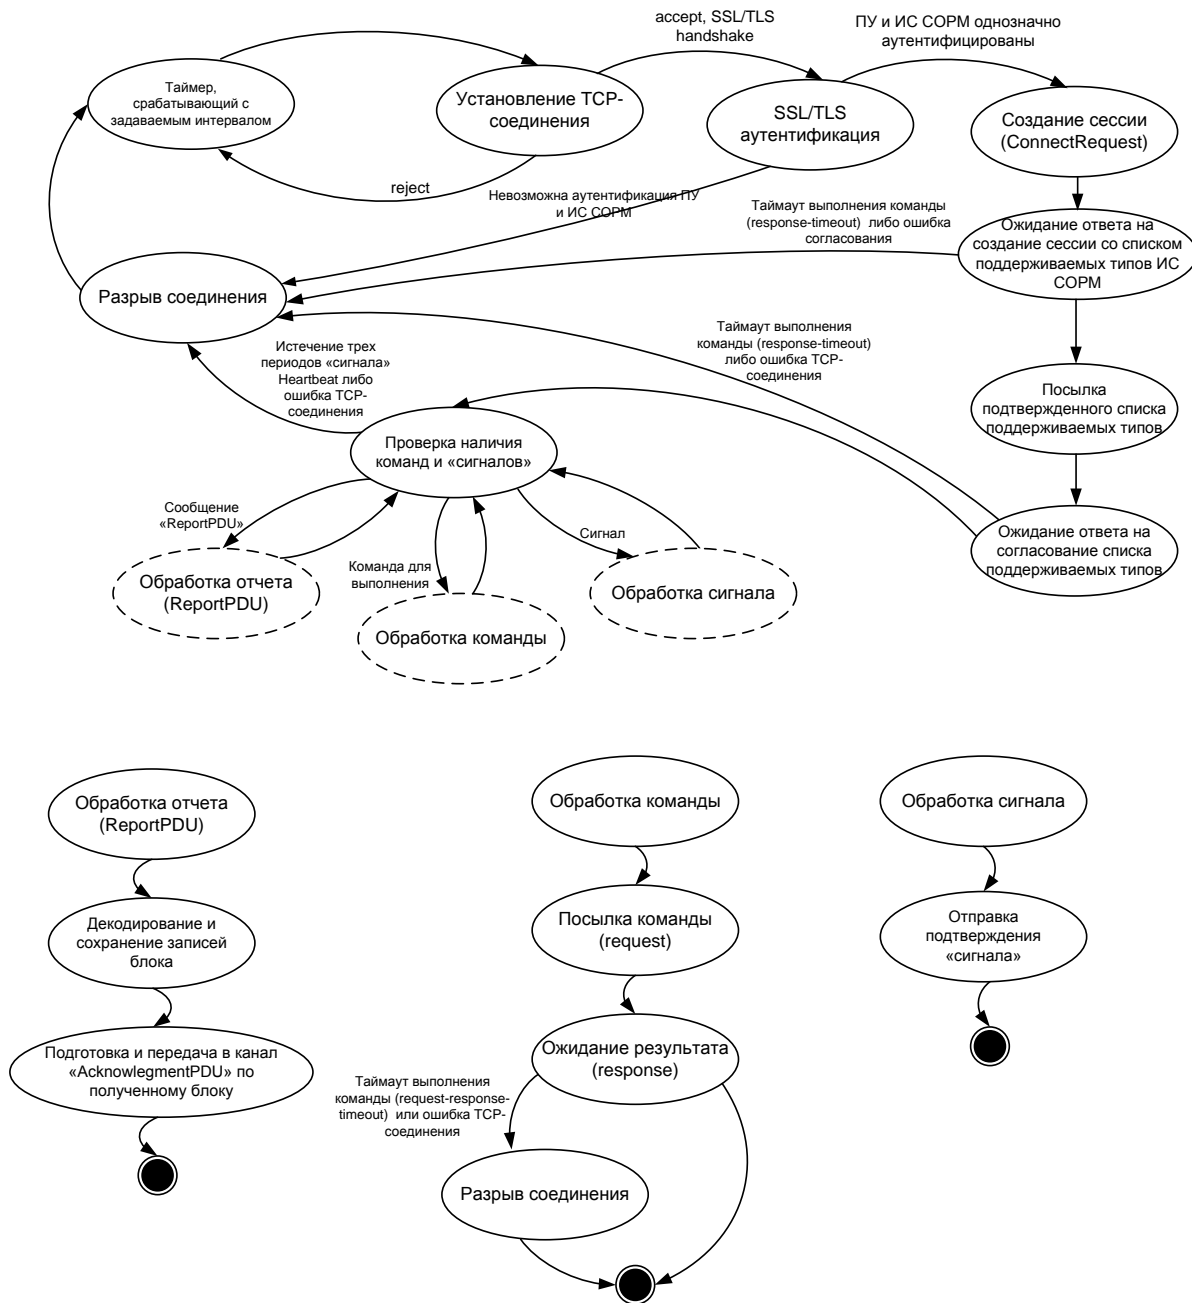 accept, SSL/TLS
handshake
ПУ и ИС СОРМ однозначно
аутентифицированы
Таймер,
срабатывающий с
задаваемым интервалом
Установление TCP-
соединения
SSL/TLS
аутентификация
Создание сессии
(ConnectRequest)
reject
Невозможна аутентификация ПУ
и ИС СОРМ
Таймаут выполнения команды
(response-timeout) либо ошибка
согласования
Ожидание ответа на
создание сессии со списком
поддерживаемых типов ИС
СОРМ
Разрыв соединения
Истечение трех
периодов «сигнала»
Heartbeat либо
ошибка TCP-
соединения
Таймаут выполнения
команды (response-timeout)
либо ошибка TCP-
соединения
Посылка
подтвержденного списка
поддерживаемых типов
Проверка наличия
команд и «сигналов»
Сообщение
«ReportPDU»
Команда для
выполнения
Сигнал
Ожидание ответа на
согласование списка
поддерживаемых типов
Обработка отчета
(ReportPDU)
Обработка команды
Обработка сигнала
Обработка отчета
(ReportPDU)
Обработка команды
Обработка сигнала
Декодирование и
сохранение записей
блока
Посылка команды
(request)
Отправка
подтверждения
«сигнала»
Подготовка и передача в канал
«AcknowlegmentPDU» по
полученному блоку
Ожидание результата
(response)
Таймаут выполнения
команды (request-response-
timeout) или ошибка TCP-
соединения
Разрыв соединения